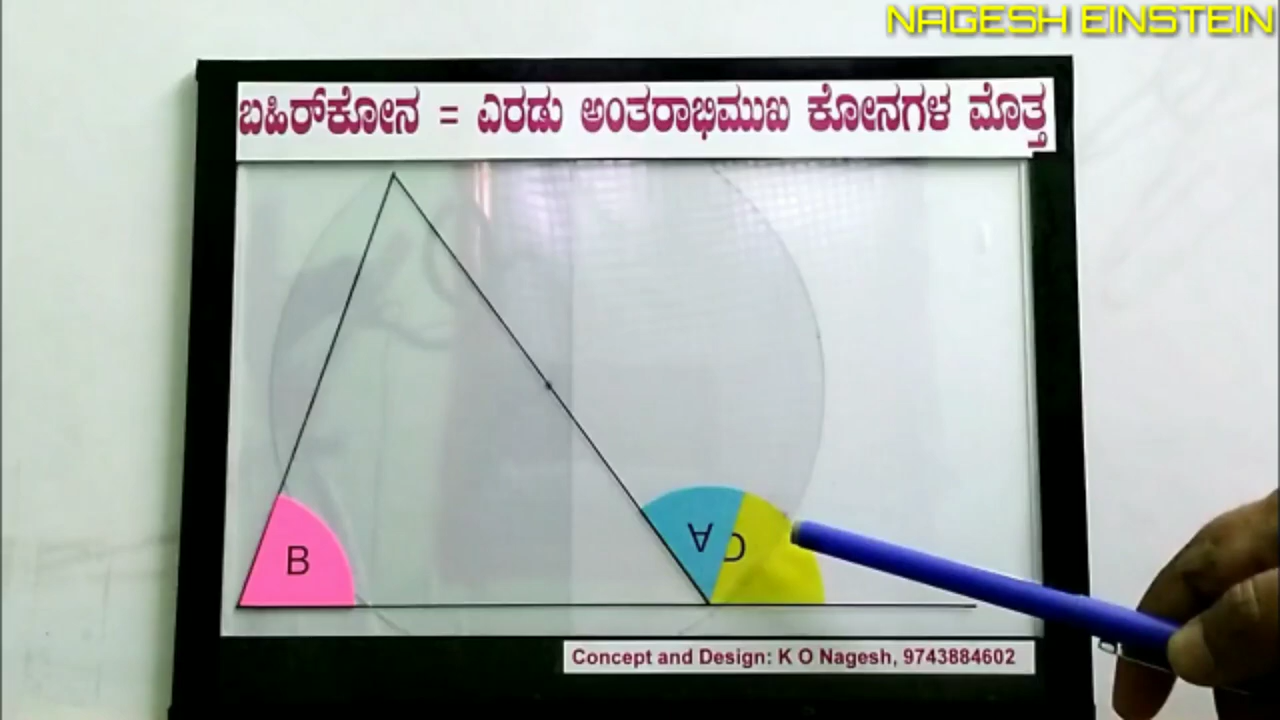 NAGESH EINSTEIN
ಬಹಿರ್‌ಕೋನ = ಎರಡು ಅಂತರಾಭಿಮುಖ ಕೋನಗಳ ಮೊತ್ತ
A
B
D
Concept and Design: K O Nagesh, 9743884602